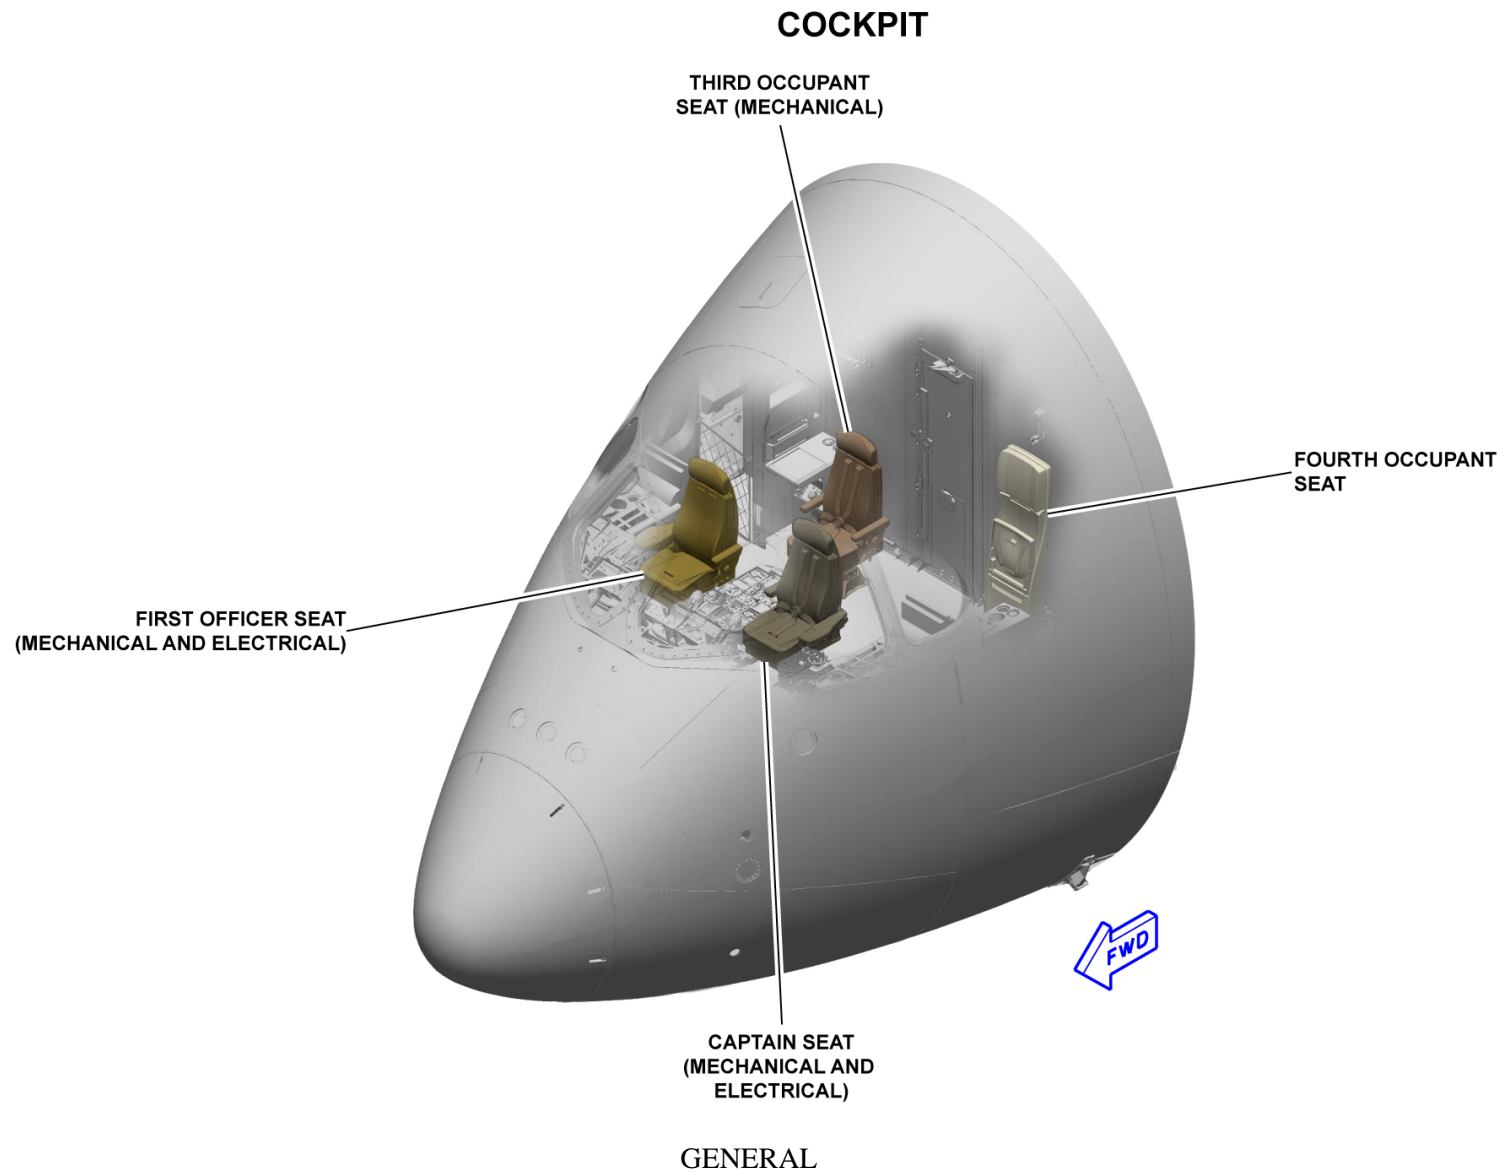 COCKPIT
THIRD OCCUPANT
SEAT (MECHANICAL)
FOURTH OCCUPANT
SEAT
FIRST OFFICER SEAT
(MECHANICAL AND ELECTRICAL)
FWD
CAPTAIN SEAT
(MECHANICAL AND
ELECTRICAL)
GENERAL